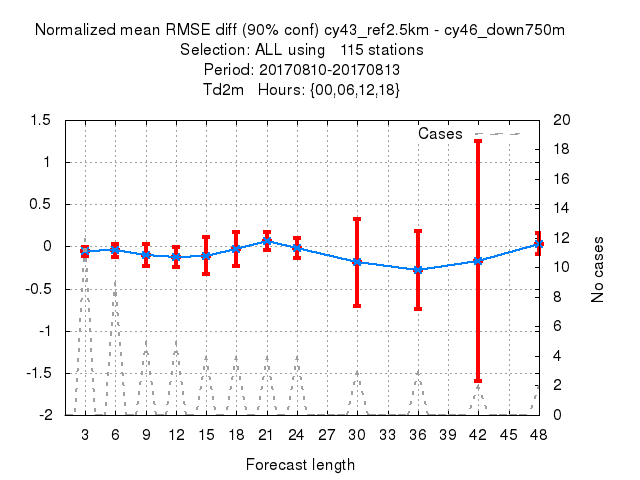 Normalized mean RMSE diff (90% conf) cy43_ref2.5km - cy46_down750m
Selection: ALL using   115 stations
Period: 20170810-20170813
Td2m   Hours: {00,06,12,18}
1.5
1
0.5
0
-0.5
-1
-1.5
-2
Cases
20
18
16
14
12
10
8
6
4
2
0
No cases
3 6 9 12 15 18 21 24 30 36 42 45 48
Forecast length